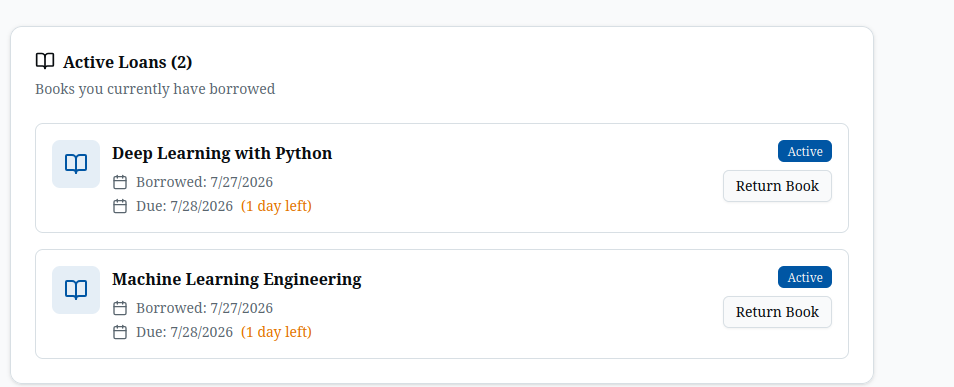 Active Loans (2)
Books you currently have borrowed
Deep Learning with Python
Active
Borrowed: 7/27/2026
Return Book
Due: 7/28/2026 (1 day left)
Machine Learning Engineering
Active
Borrowed: 7/27/2026
Return Book
Due: 7/28/2026 (1 day left)